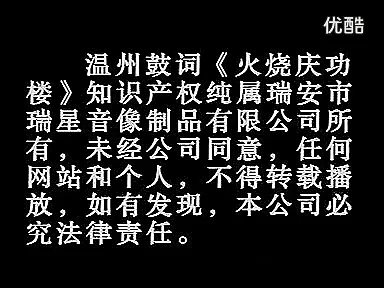 优酷
温州鼓词《火烧庆功
楼》知识产权纯属瑞安市
瑞星音像制品有限公司所
有，未经公司同意，任何
网站和个人，不得转载播
放，如有发现，本公司必
究法律责任。